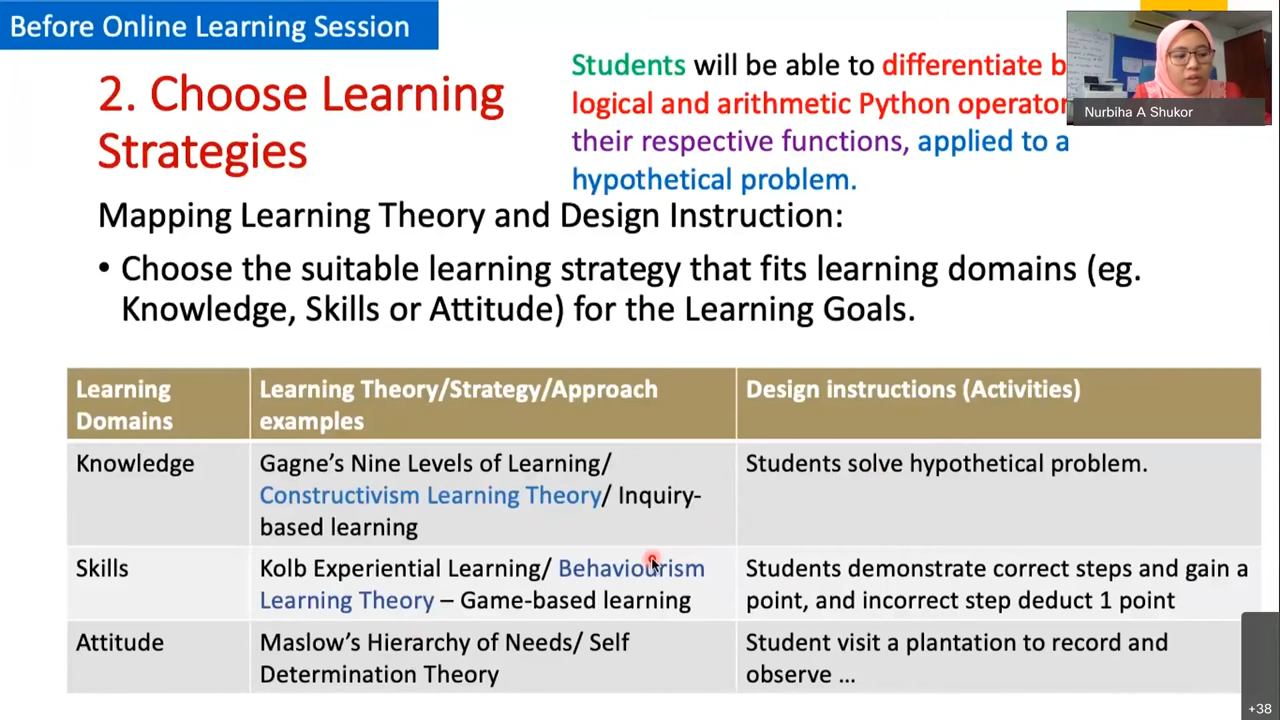 Before Online Learning Session
2. Choose Learning
Strategies
Students will be able to differentiate b
logical and arithmetic Python operator
their respective functions, applied to a
hypothetical problem.
Nurbiha A Shukor
Mapping Learning Theory and Design Instruction:
• Choose the suitable learning strategy that fits learning domains (eg.
Knowledge, Skills or Attitude) for the Learning Goals.
Learning
Domains
Learning Theory/Strategy/Approach
examples
Design instructions (Activities)
Knowledge
Gagne's Nine Levels of Learning/
Constructivism Learning Theory/ Inquiry-
based learning
Students solve hypothetical problem.
Skills
Kolb Experiential Learning/ Behaviourism
Learning Theory – Game-based learning
Students demonstrate correct steps and gain a
point, and incorrect step deduct 1 point
Attitude
Maslow's Hierarchy of Needs/ Self
Determination Theory
Student visit a plantation to record and
observe ...
+38